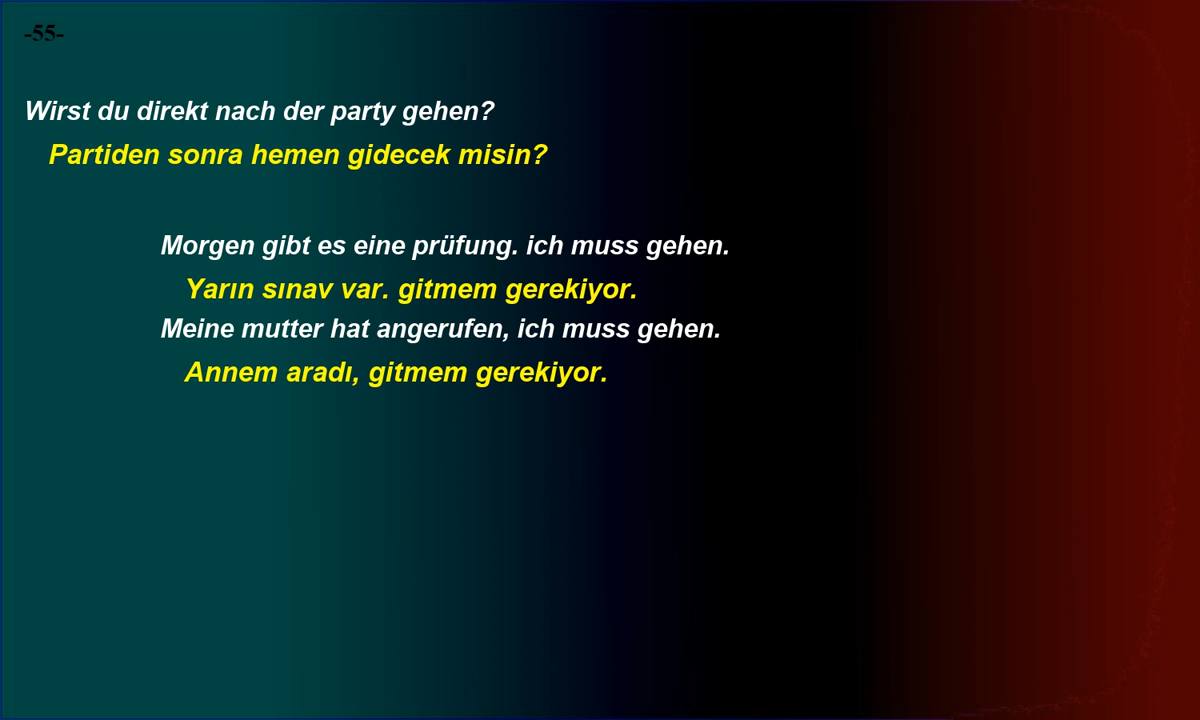 -55-
Wirst du direkt nach der party gehen?
Partiden sonra hemen gidecek misin?
Morgen gibt es eine prüfung. ich muss gehen.
Yarın sınav var. gitmem gerekiyor.
Meine mutter hat angerufen, ich muss gehen.
Annem aradı, gitmem gerekiyor.